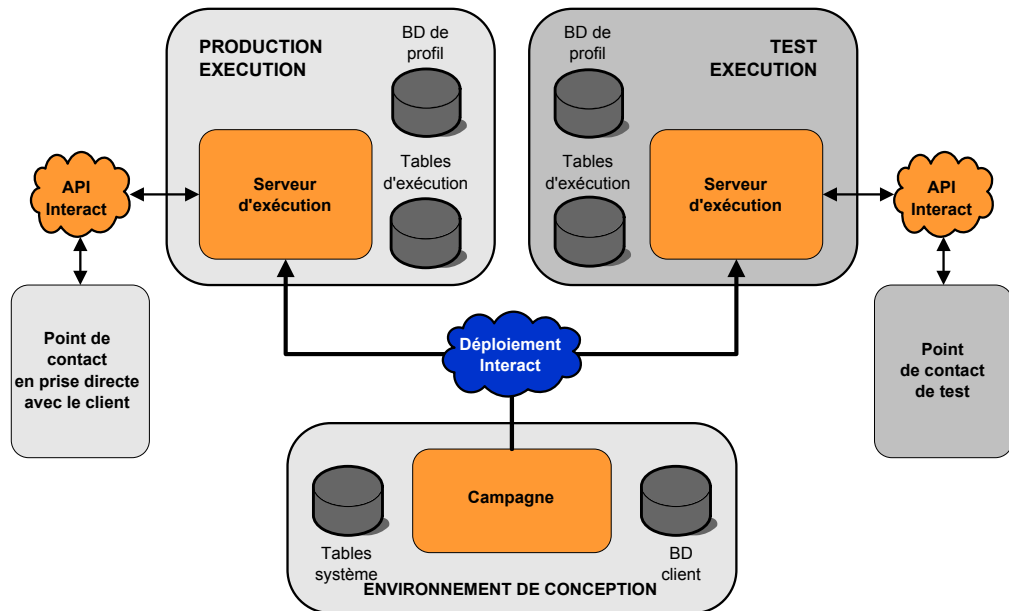 PRODUCTION
EXECUTION
BD de
profil
Tables
d'exécution
Serveur
d'exécution
API
Interact
Point de
contact
en prise directe
avec le client
BD de
profil
TEST
EXECUTION
Tables
d'exécution
Serveur
d'exécution
API
Interact
Point
de contact
de test
Déploiement
Interact
Campagne
Tables
système
BD
client
ENVIRONNEMENT DE CONCEPTION